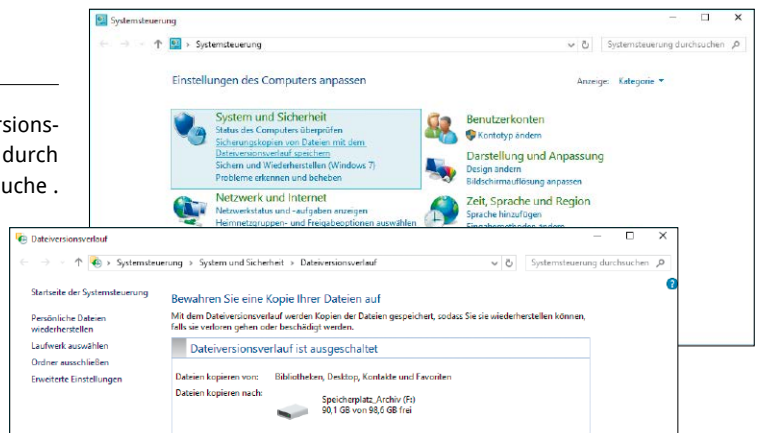 rsions-
durch
uche .
Systemsteuerung
Systemsteuerung
Systemsteuerung durchsuchen
Einstellungen des Computers anpassen
Anzeige: Kategorie
System und Sicherheit
Status des Computers überprüfen
Sicherungskopien von Dateien mit dem
Dateiversionsverlauf speichern
Sichern und Wiederherstellen (Windows 7)
Probleme erkennen und beheben
Netzwerk und Internet
Netzwerkstatus und -aufgaben anzeigen
Heimnetzgruppen- und Freigabeoptionen auswählen
Benutzerkonten
Kontotyp ändern
Darstellung und Anpassung
Design ändern
Bildschirmauflösung anpassen
Zeit, Sprache und Region
Sprache hinzufügen
Eingabemethoden ändern
Dateiversionsverlauf
Systemsteuerung › System und Sicherheit › Dateiversionsverlauf
Systemsteuerung durchsuchen
Startseite der Systemsteuerung
Persönliche Dateien
wiederherstellen
Laufwerk auswählen
Ordner ausschließen
Erweiterte Einstellungen
Bewahren Sie eine Kopie Ihrer Dateien auf
Mit dem Dateiversionsverlauf werden Kopien der Dateien gespeichert, sodass Sie sie wiederherstellen können,
falls sie verloren gehen oder beschädigt werden.
Dateiversionsverlauf ist ausgeschaltet
Dateien kopieren von: Bibliotheken, Desktop, Kontakte und Favoriten
Dateien kopieren nach:
Speicherplatz_Archiv (F:)
90,1 GB von 98,6 GB frei